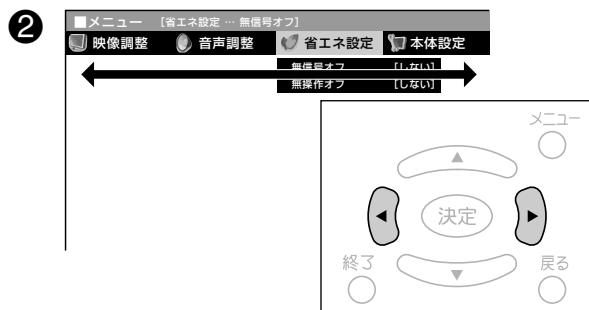 ❷
■メニュー [省エネ設定 … 無信号オフ]
映像調整 音声調整 省エネ設定 本体設定
無信号オフ [しない]
無操作オフ [しない]
メニュー
決定
終了 戻る